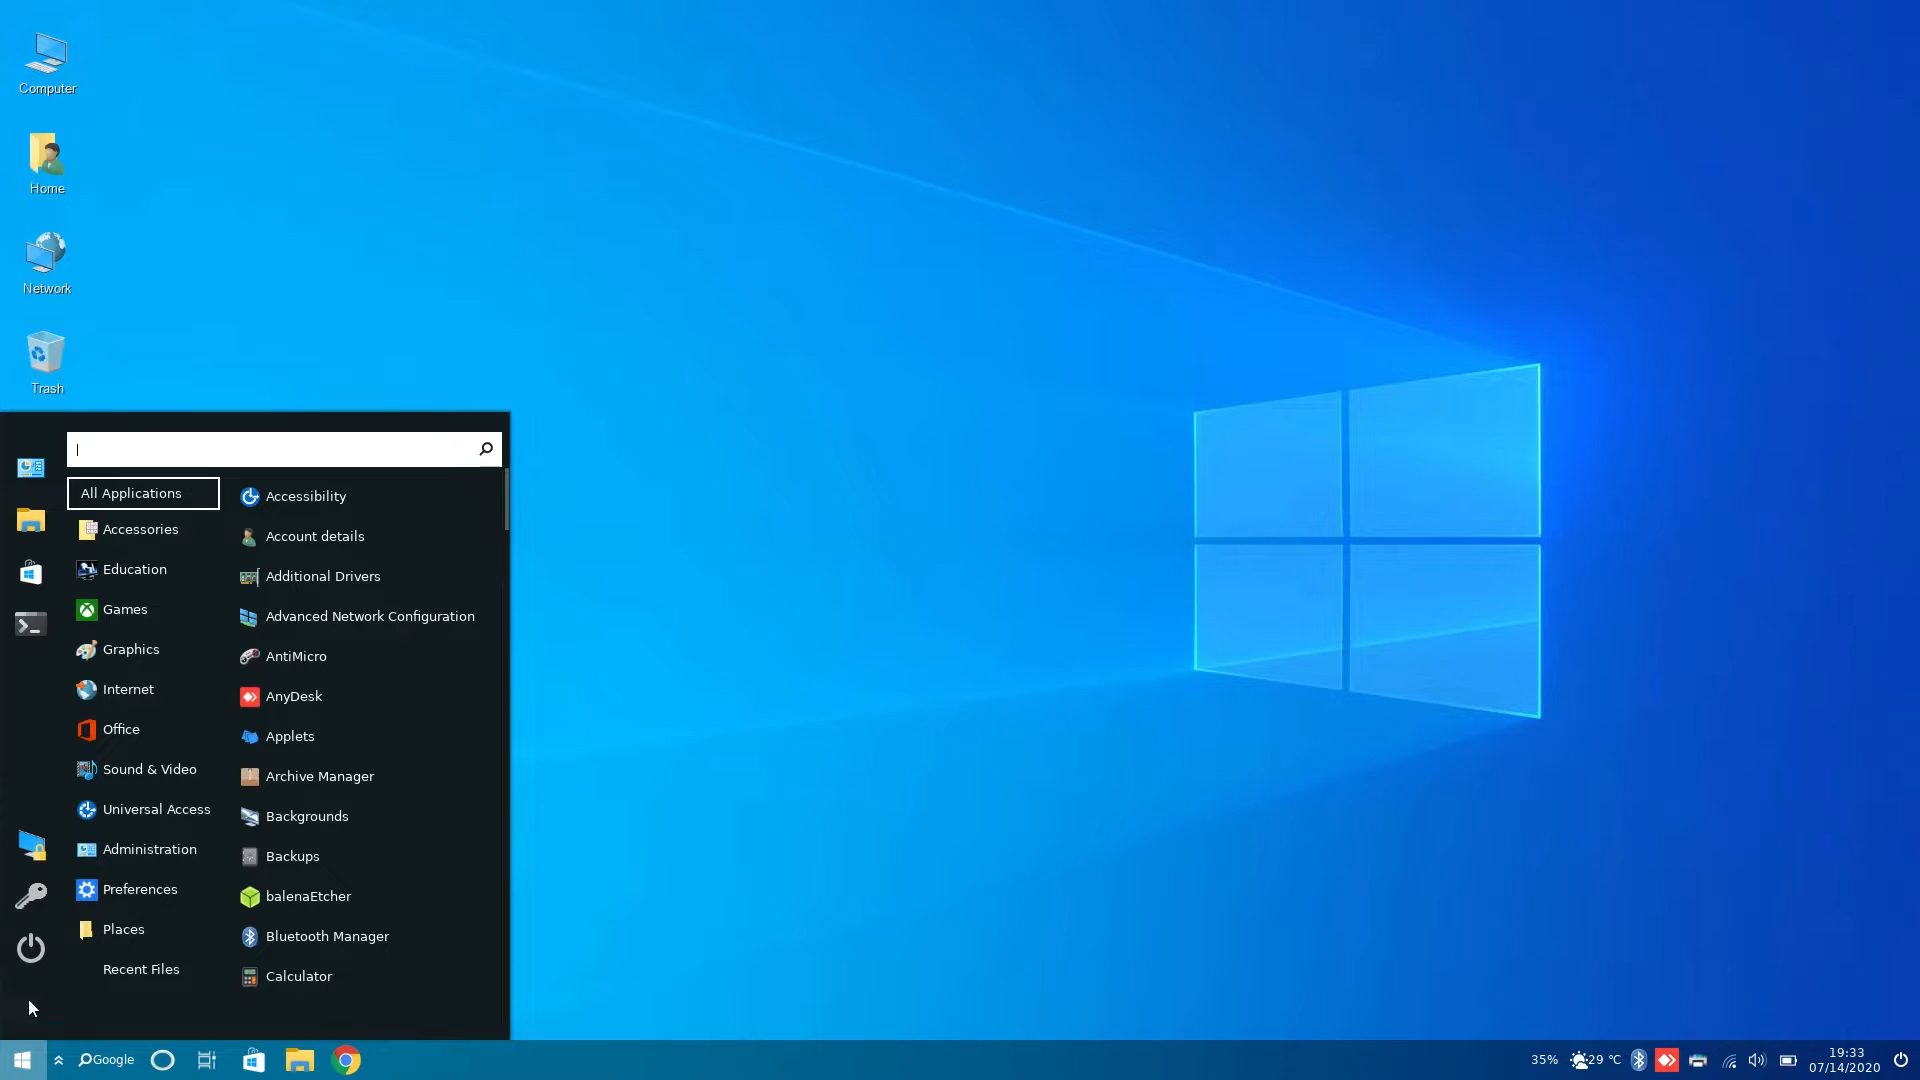 Computer
Home
Network
Trash
All Applications
Accessories
Education
Games
Graphics
Internet
Office
Sound & Video
Universal Access
Administration
Preferences
Places
Recent Files
Accessibility
Account details
Additional Drivers
Advanced Network Configuration
AntiMicro
AnyDesk
Applets
Archive Manager
Backgrounds
Backups
balenaEtcher
Bluetooth Manager
Calculator
Google
35%
29 °C
19:33
07/14/2020